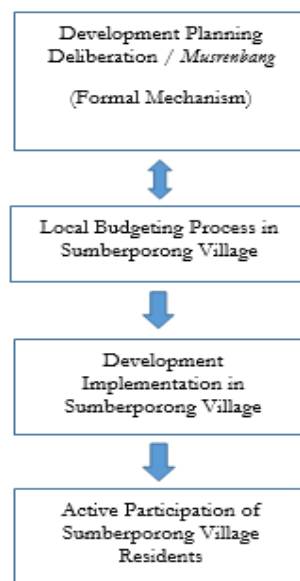 Development Planning
Deliberation / Musrenbang
(Formal Mechanism)
Local Budgeting Process in
Sumberporong Village
Development
Implementation in
Sumberporong Village
Active Participation of
Sumberporong Village
Residents